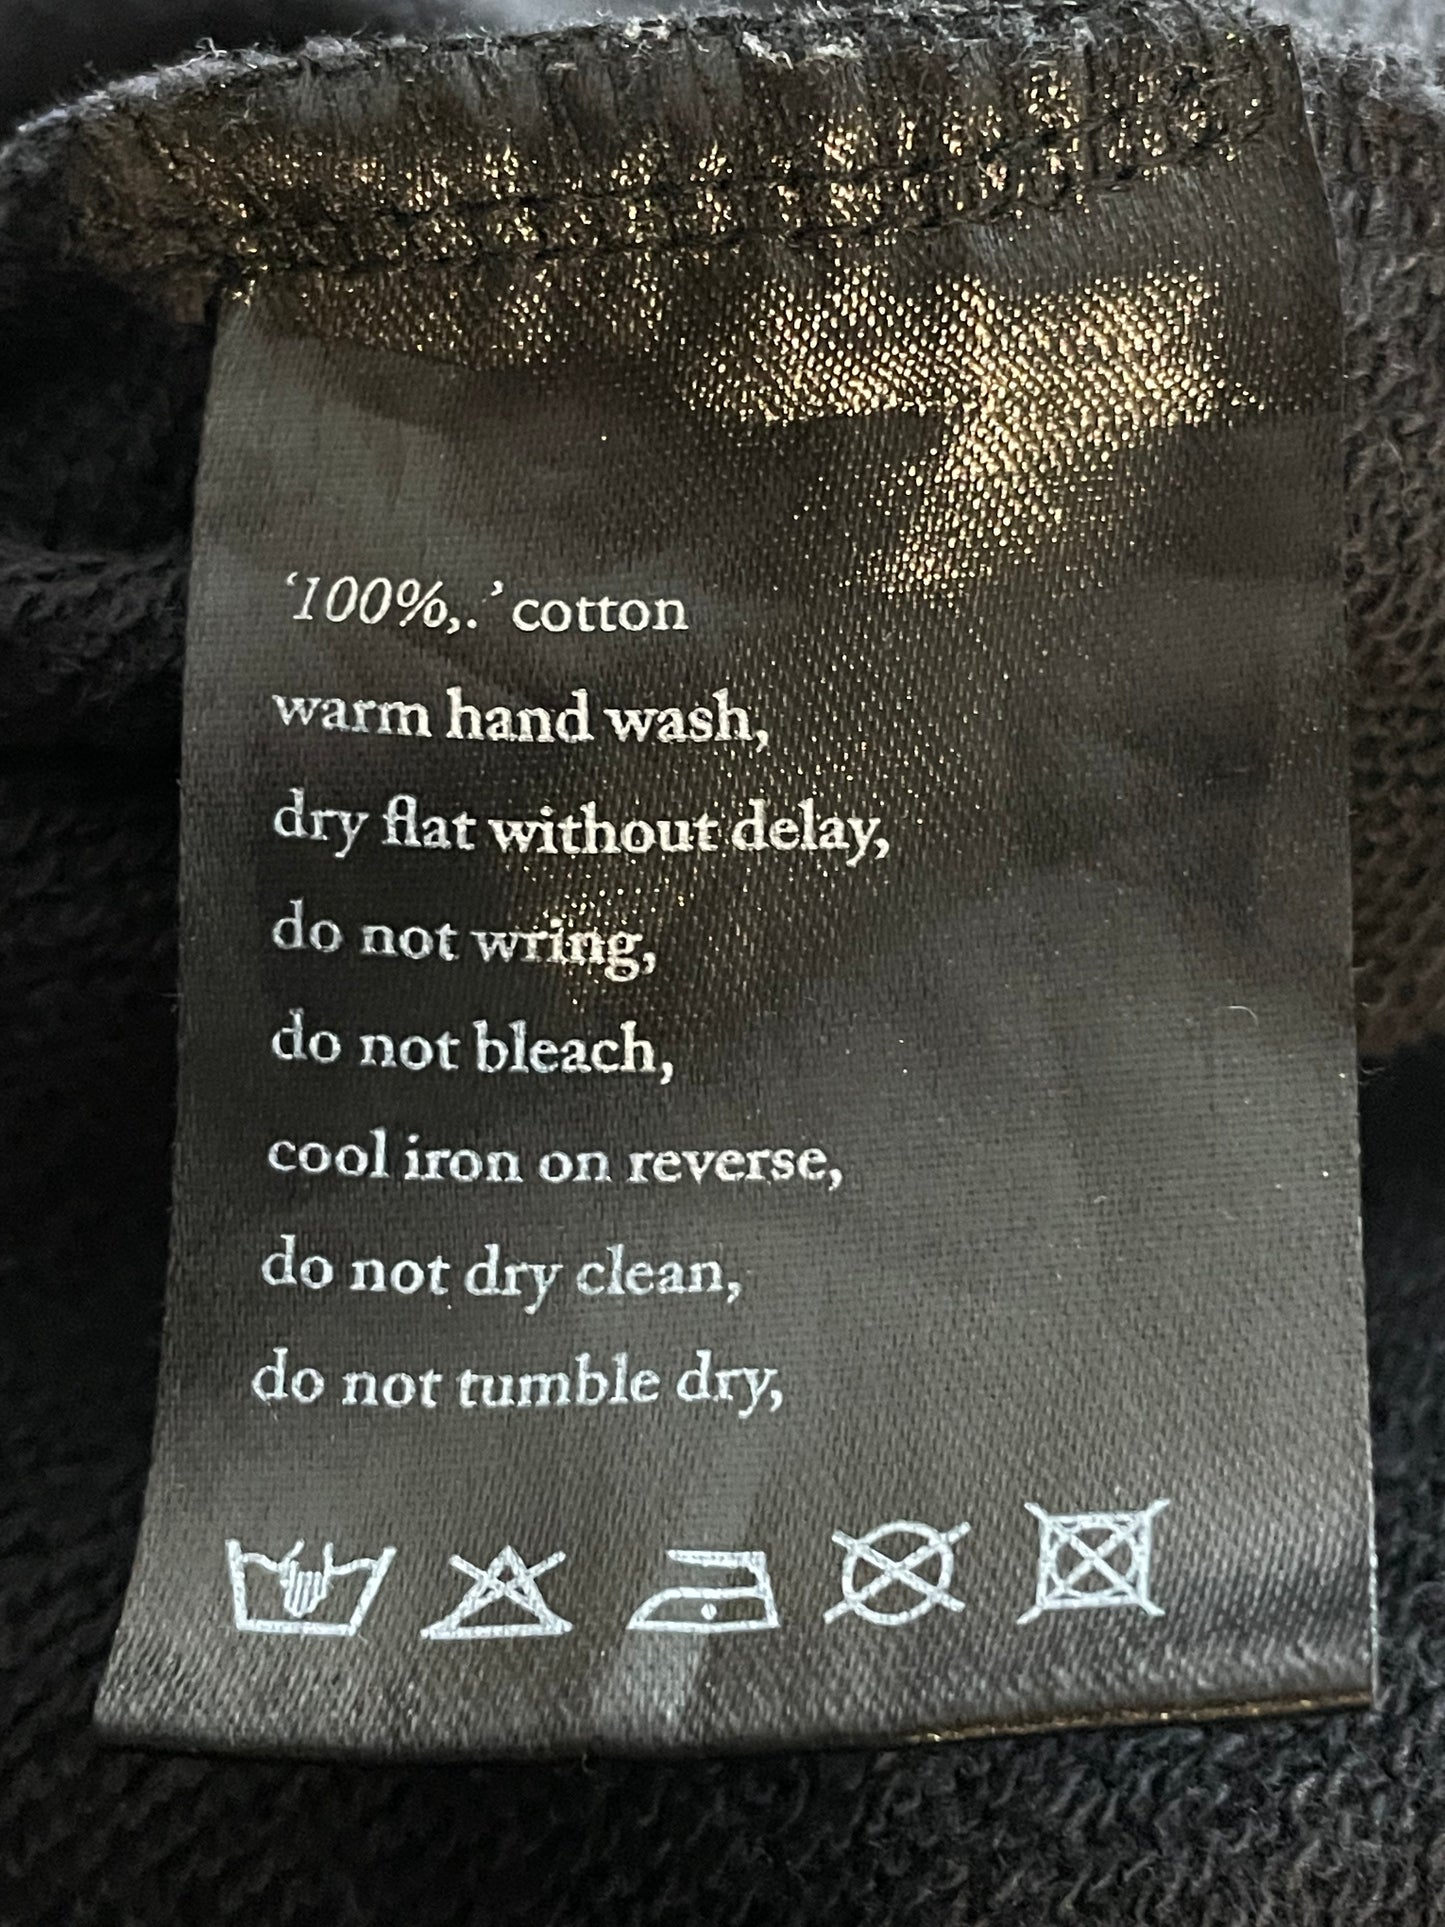 ‘100%,.’ cotton
warm hand wash,
dry flat without delay,
do not wring,
do not bleach,
cool iron on reverse,
do not dry clean,
do not tumble dry,